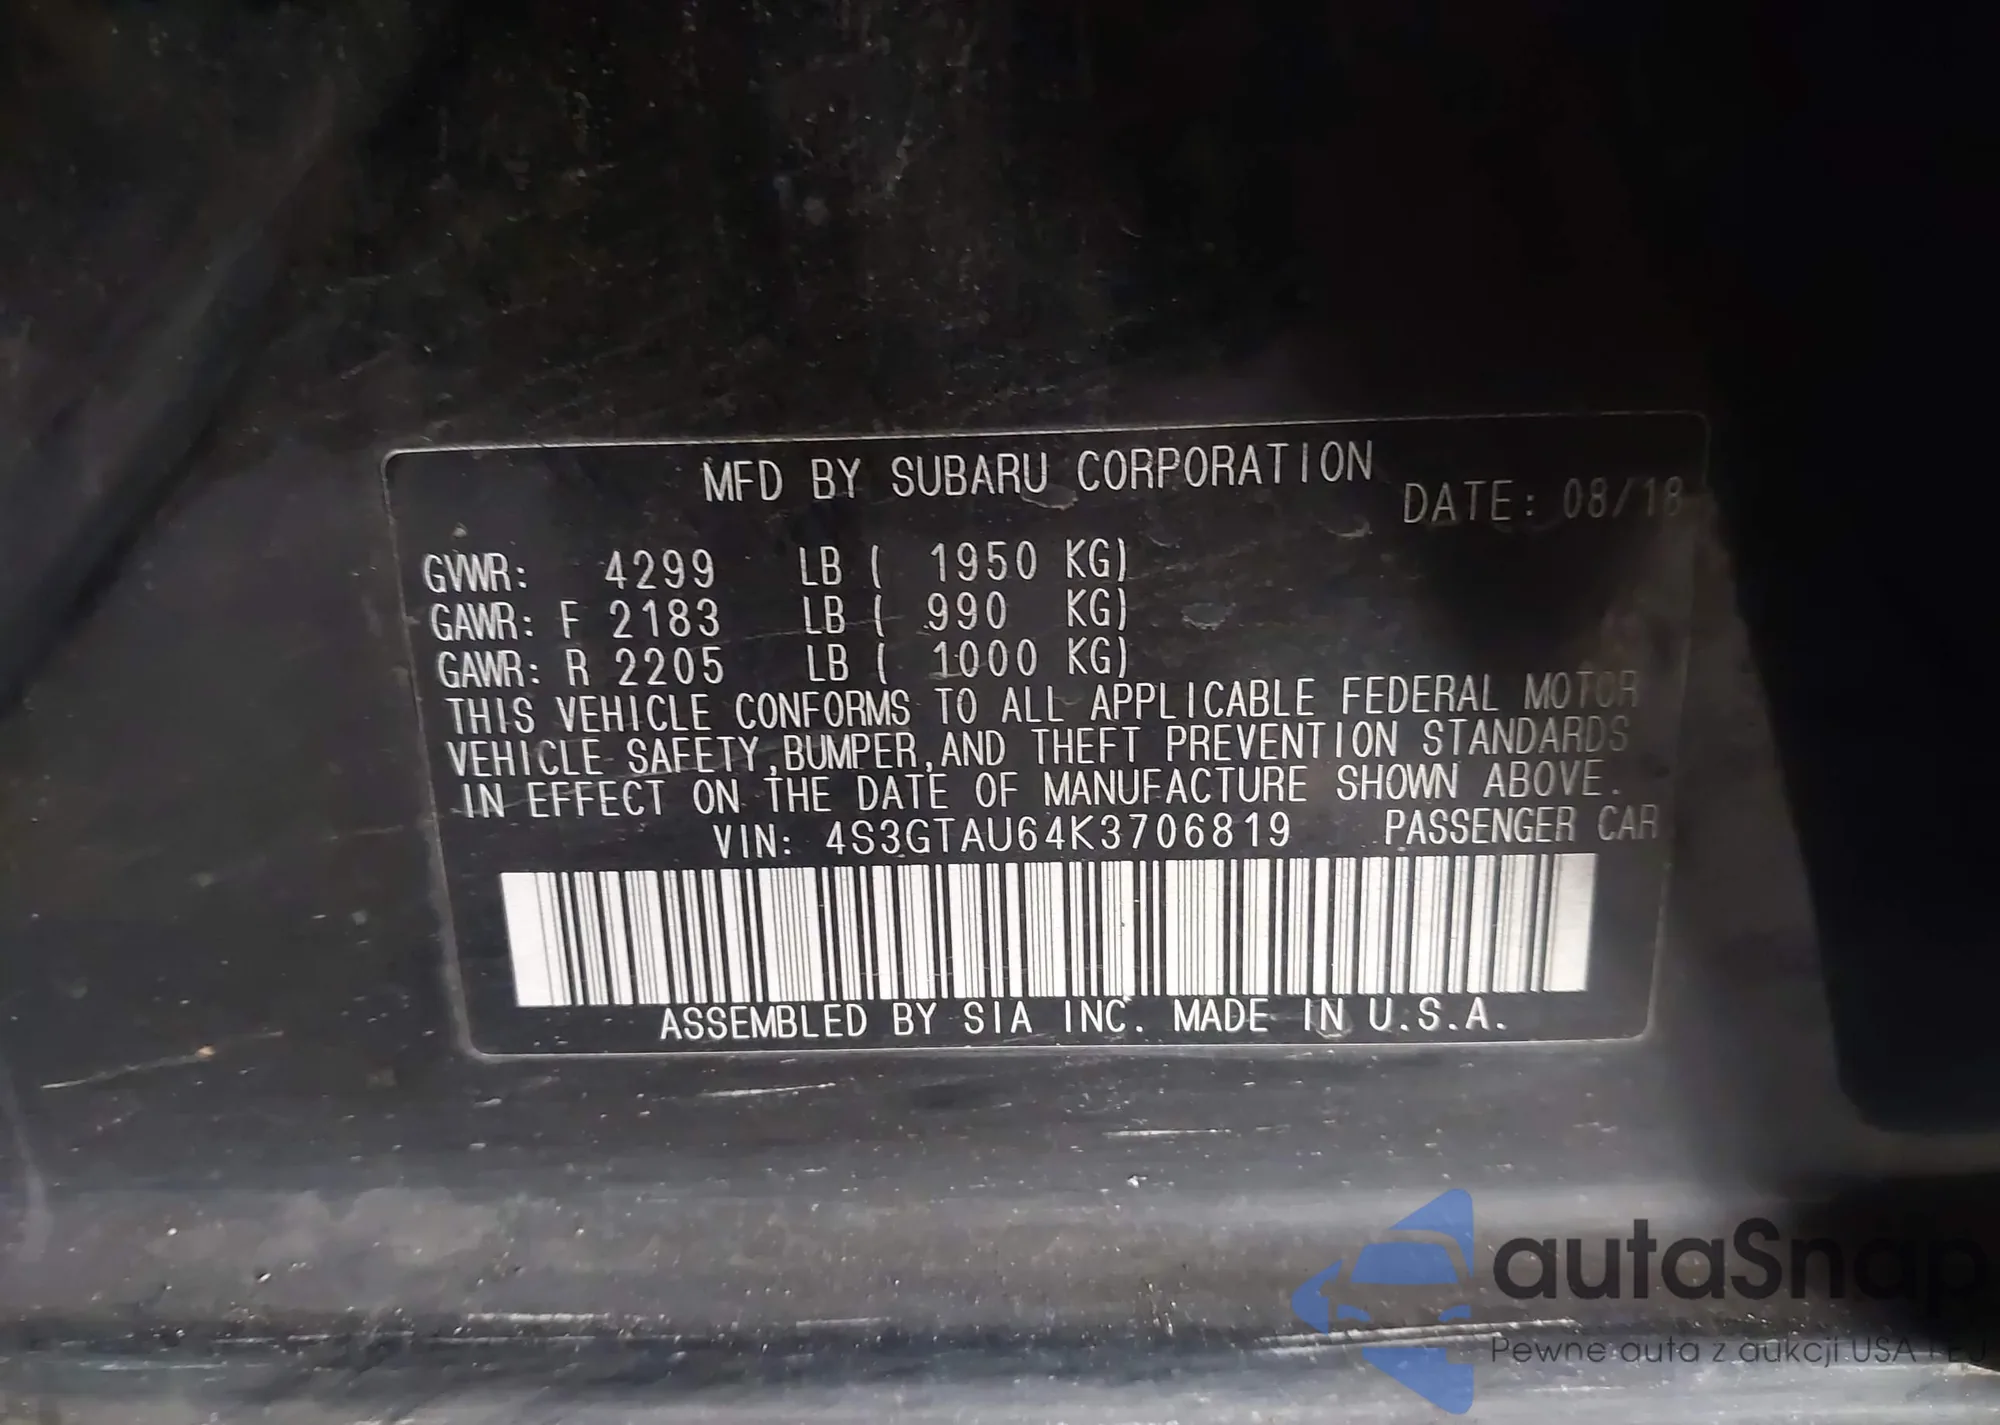 MFD BY SUBARU CORPORATION
DATE: 08/18
GVWR: 4299 LB ( 1950 KG)
GAWR: F 2183 LB ( 990 KG)
GAWR: R 2205 LB ( 1000 KG)
THIS VEHICLE CONFORMS TO ALL APPLICABLE FEDERAL MOTOR
VEHICLE SAFETY,BUMPER,AND THEFT PREVENTION STANDARDS
IN EFFECT ON THE DATE OF MANUFACTURE SHOWN ABOVE.
VIN: 4S3GTAU64K3706819 PASSENGER CAR
ASSEMBLED BY SIA INC. MADE IN U.S.A.
autaSnap
Pewne auta z aukcji USA i EU